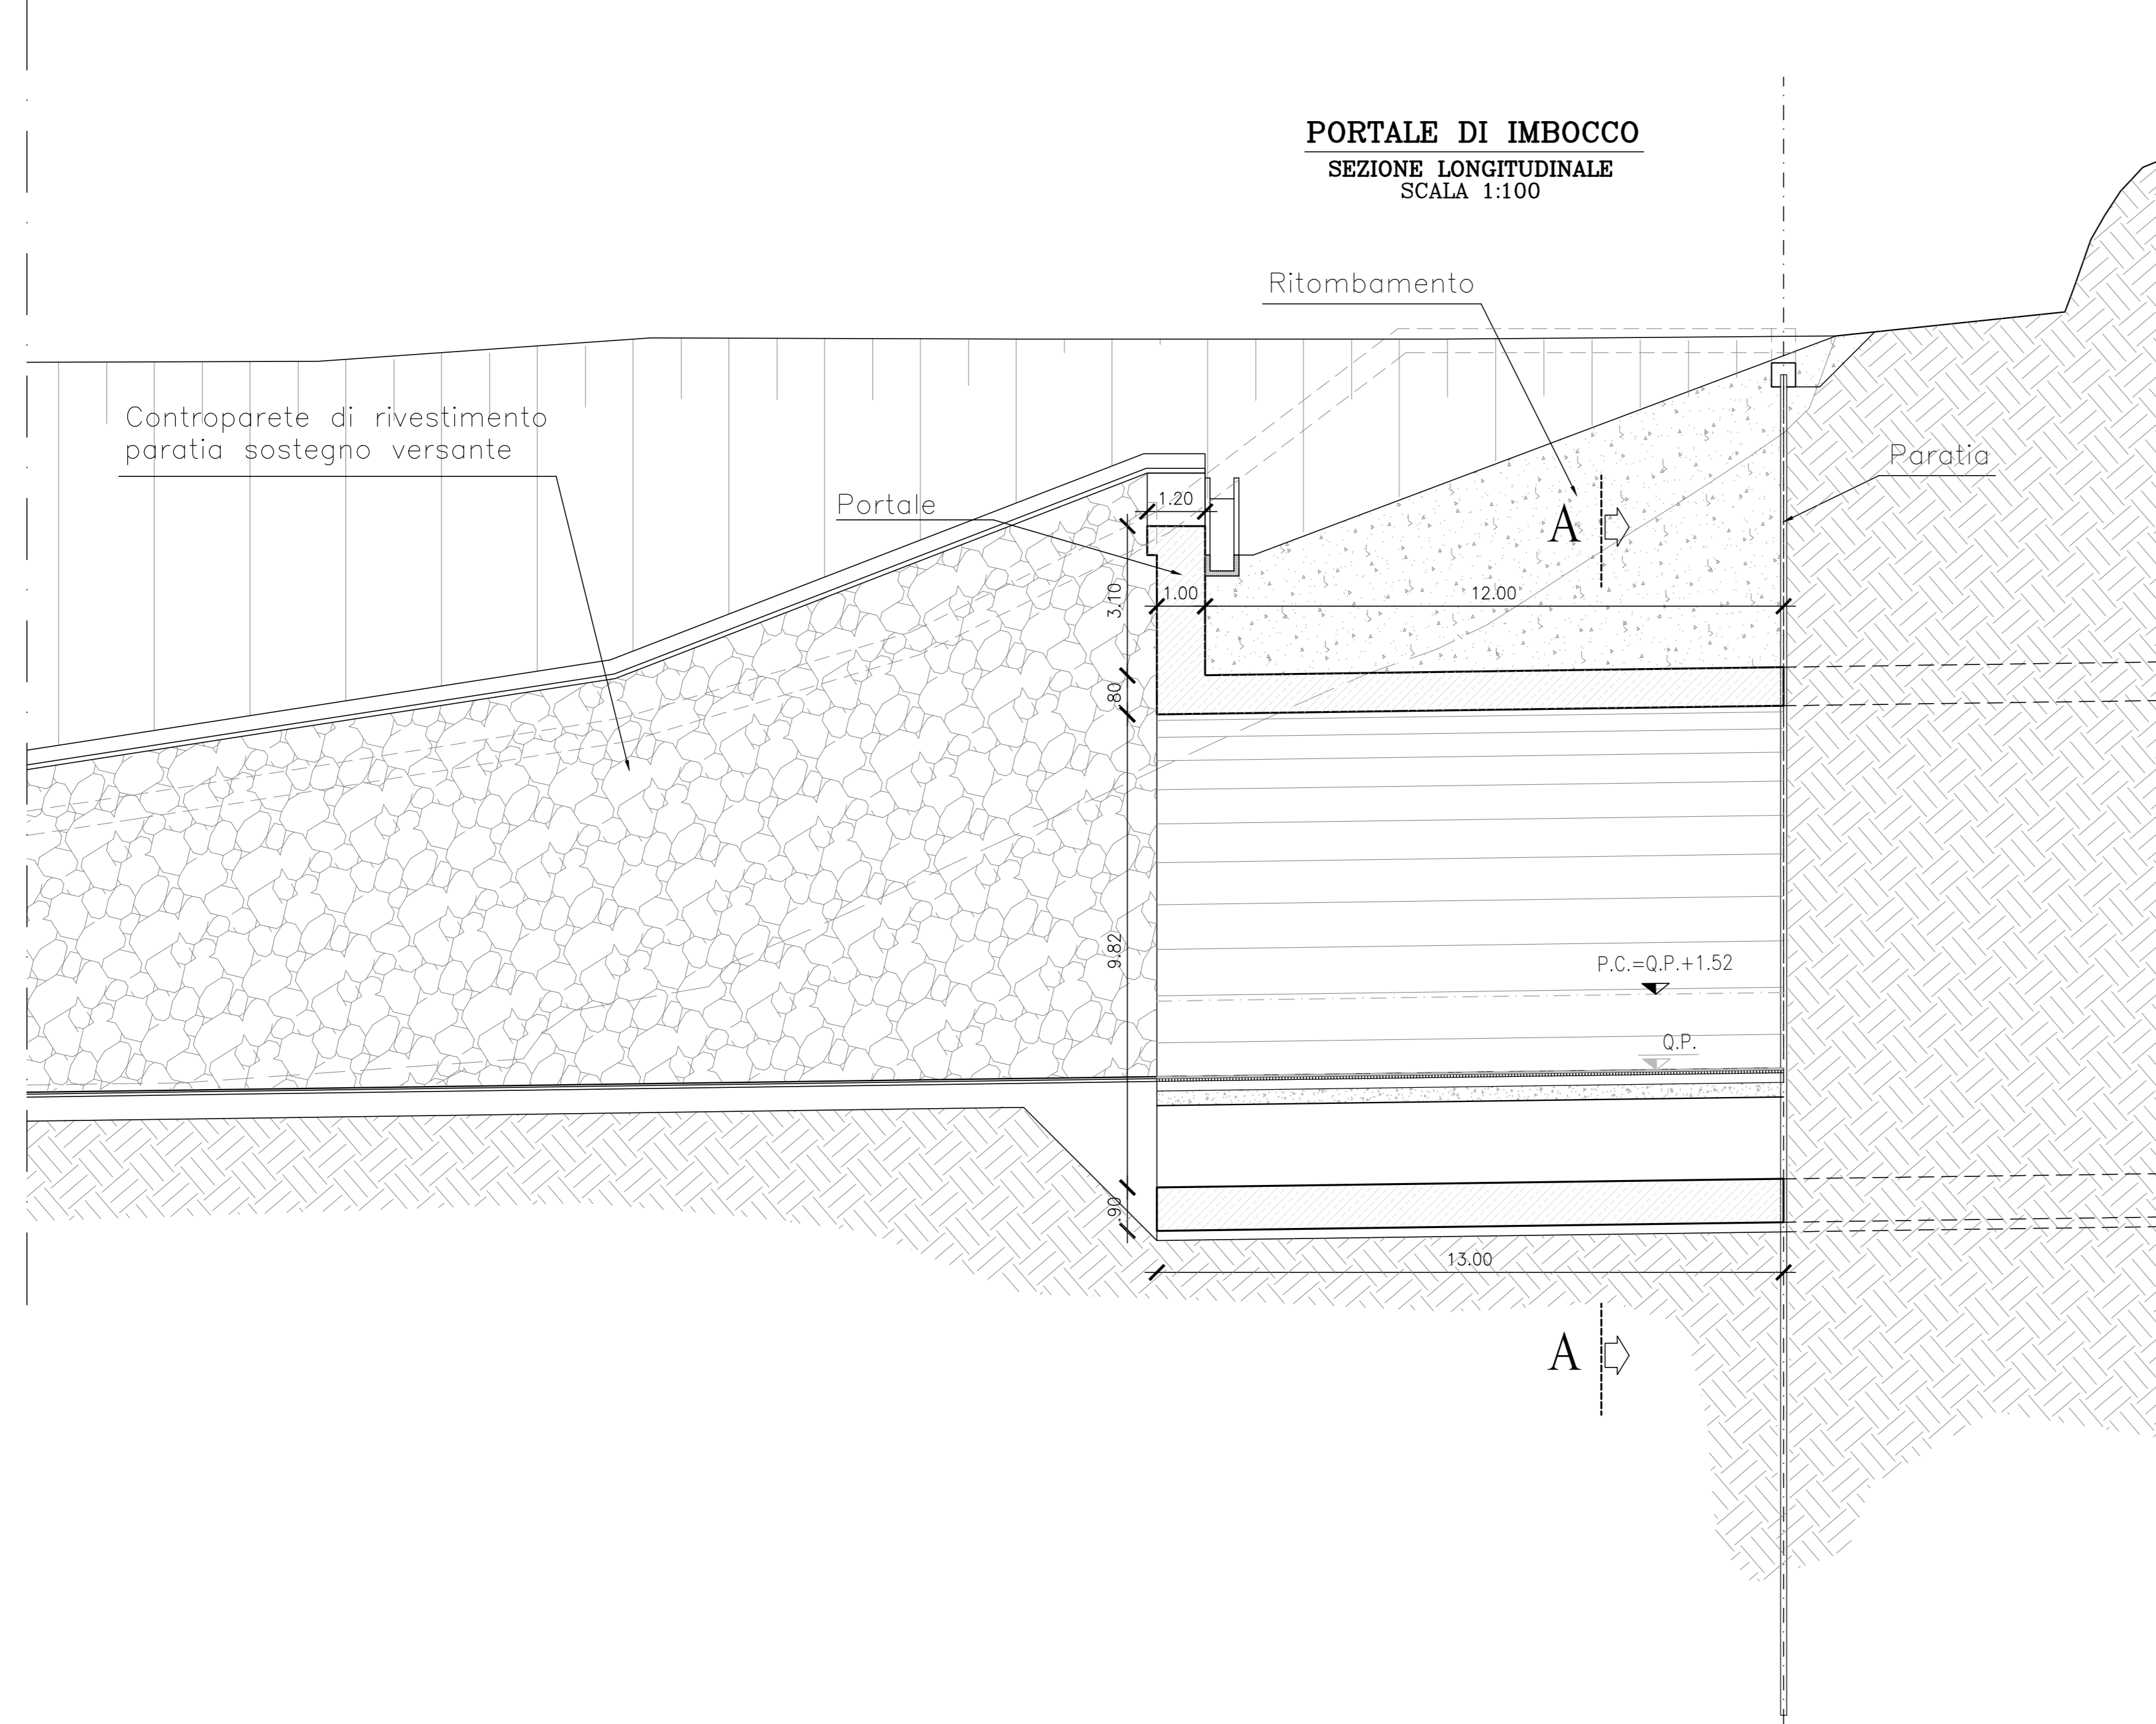 PORTALE DI IMBOCCO
SEZIONE LONGITUDINALE
SCALA 1:100
Ritombamento
Controparete di rivestimento
paratia sostegno versante
Paratia
Portale
1.20
A
3.10
1.00
12.00
.80
9.82
P.C.=Q.P.+1.52
Q.P.
.90
13.00
A